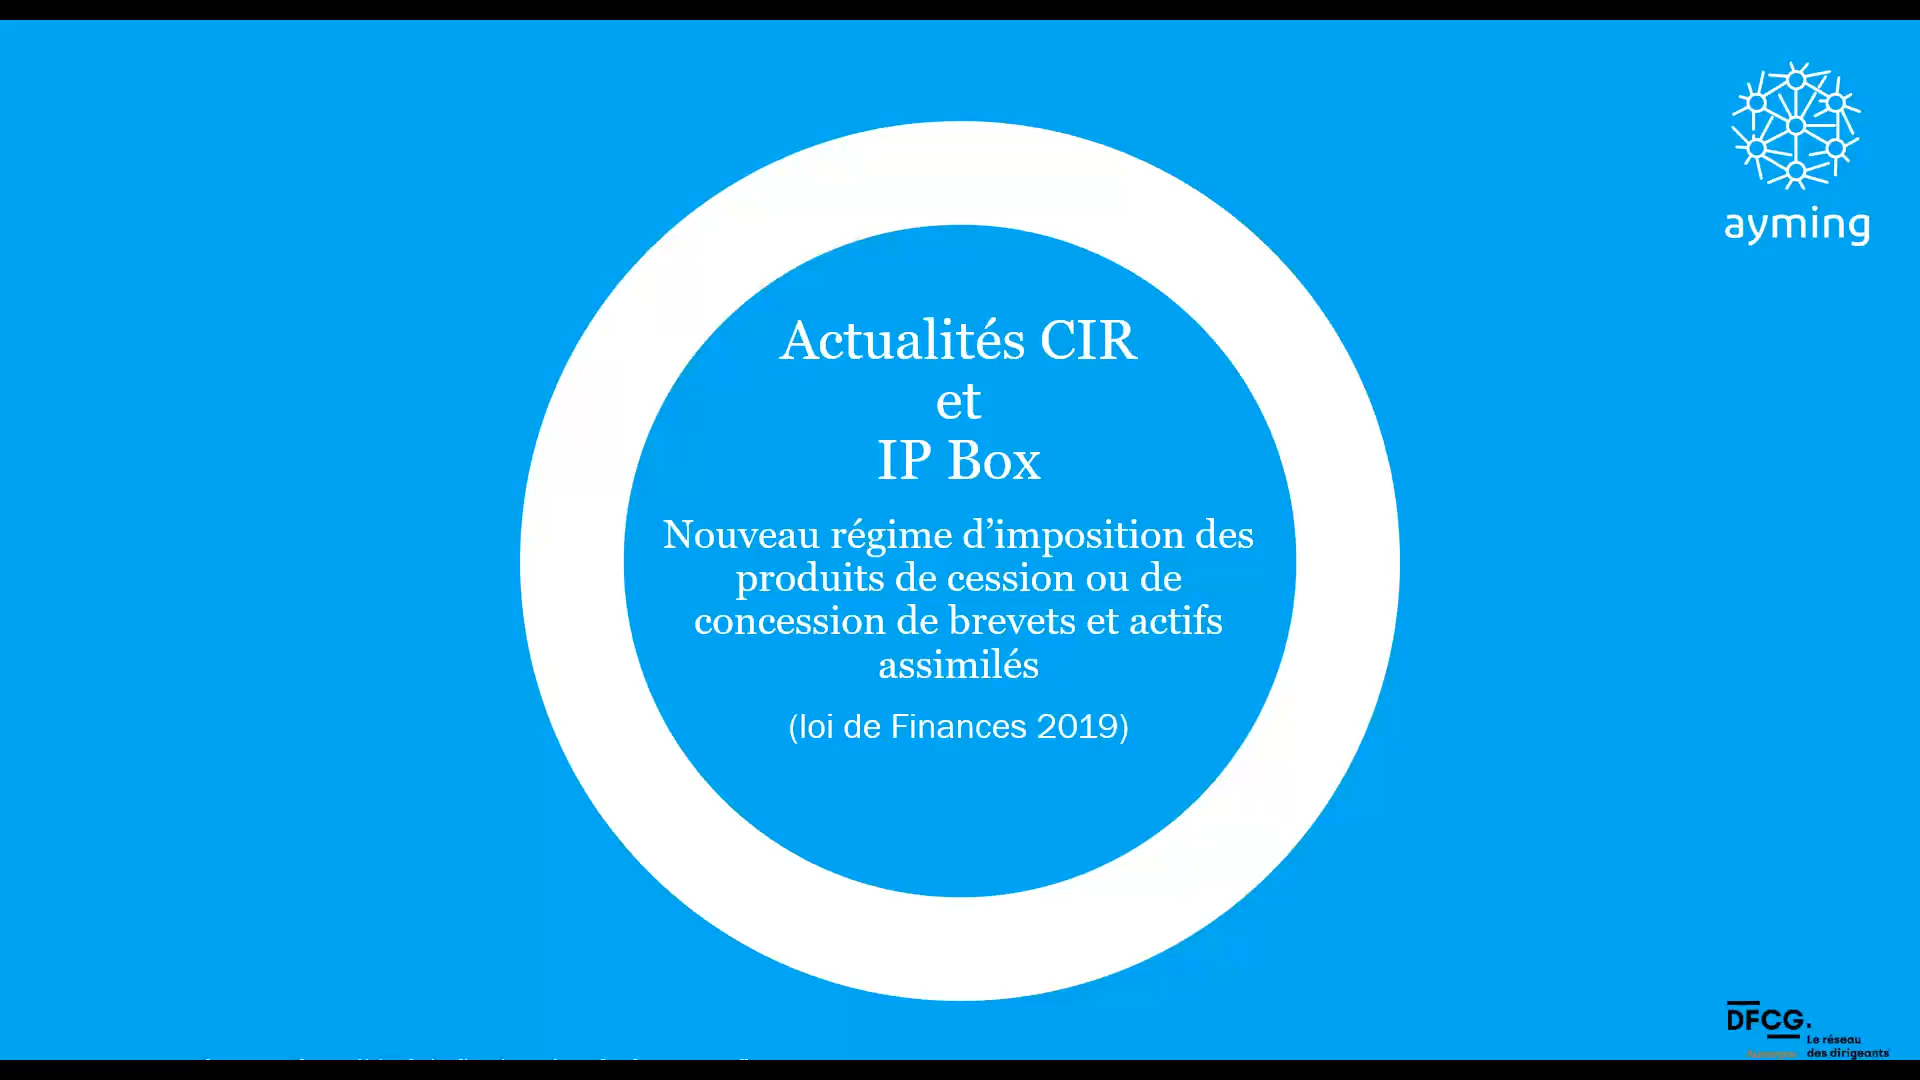 ayming
Actualités CIR
et
IP Box
Nouveau régime d’imposition des
produits de cession ou de
concession de brevets et actifs
assimilés
(loi de Finances 2019)
DFCG.
Le réseau
des dirigeants